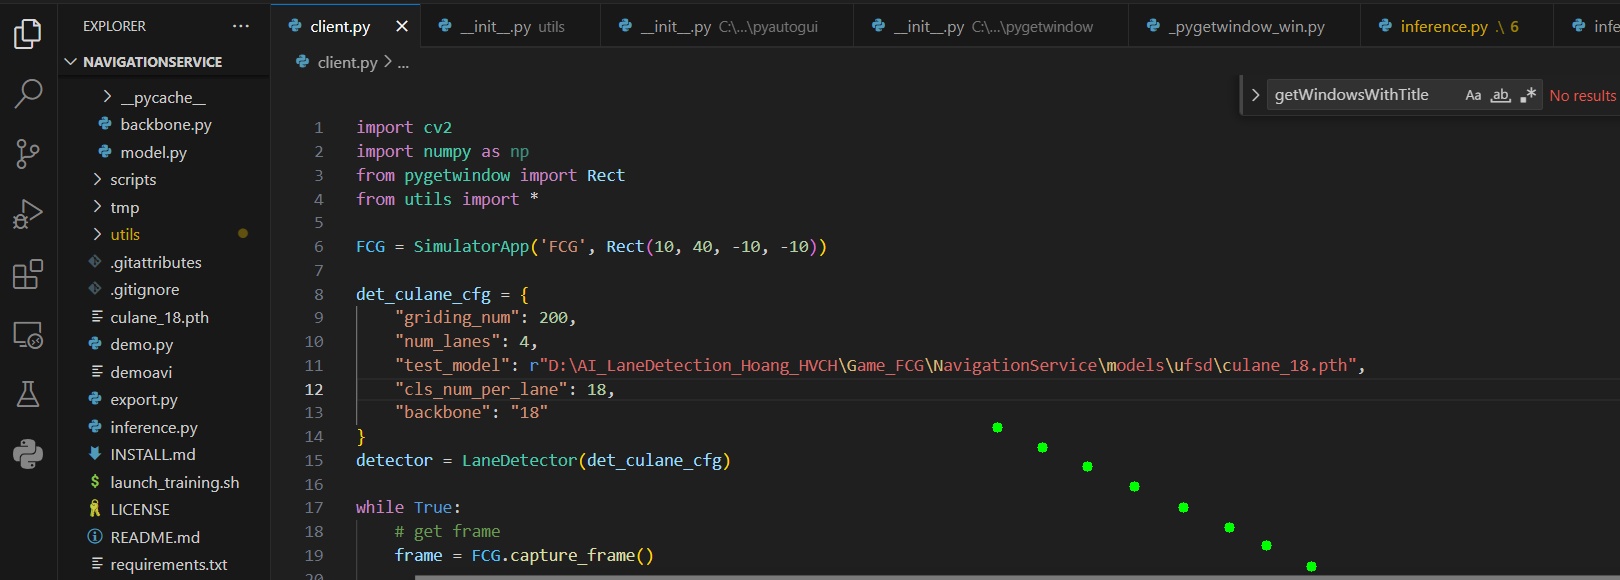 EXPLORER ...
NAVIGATIONSERVICE
__pycache__
backbone.py
model.py
scripts
tmp
utils
.gitattributes
.gitignore
culane_18.pth
demo.py
demoavi
export.py
inference.py
INSTALL.md
$ launch_training.sh
LICENSE
README.md
requirements.txt
client.py __init__.py utils __init__.py C:\...\pyautogui __init__.py C:\...\pygetwindow _pygetwindow_win.py inference.py .\ 6 infe
client.py > ...
getWindowsWithTitle Aa ab .* No results
1 import cv2
2 import numpy as np
3 from pygetwindow import Rect
4 from utils import *
5
6 FCG = SimulatorApp('FCG', Rect(10, 40, -10, -10))
7
8 det_culane_cfg = {
9 "griding_num": 200,
10 "num_lanes": 4,
11 "test_model": r"D:\AI_LaneDetection_Hoang_HVCH\Game_FCG\NavigationService\models\ufsd\culane_18.pth",
12 "cls_num_per_lane": 18,
13 "backbone": "18"
14 }
15 detector = LaneDetector(det_culane_cfg)
16
17 while True:
18 # get frame
19 frame = FCG.capture_frame()
20